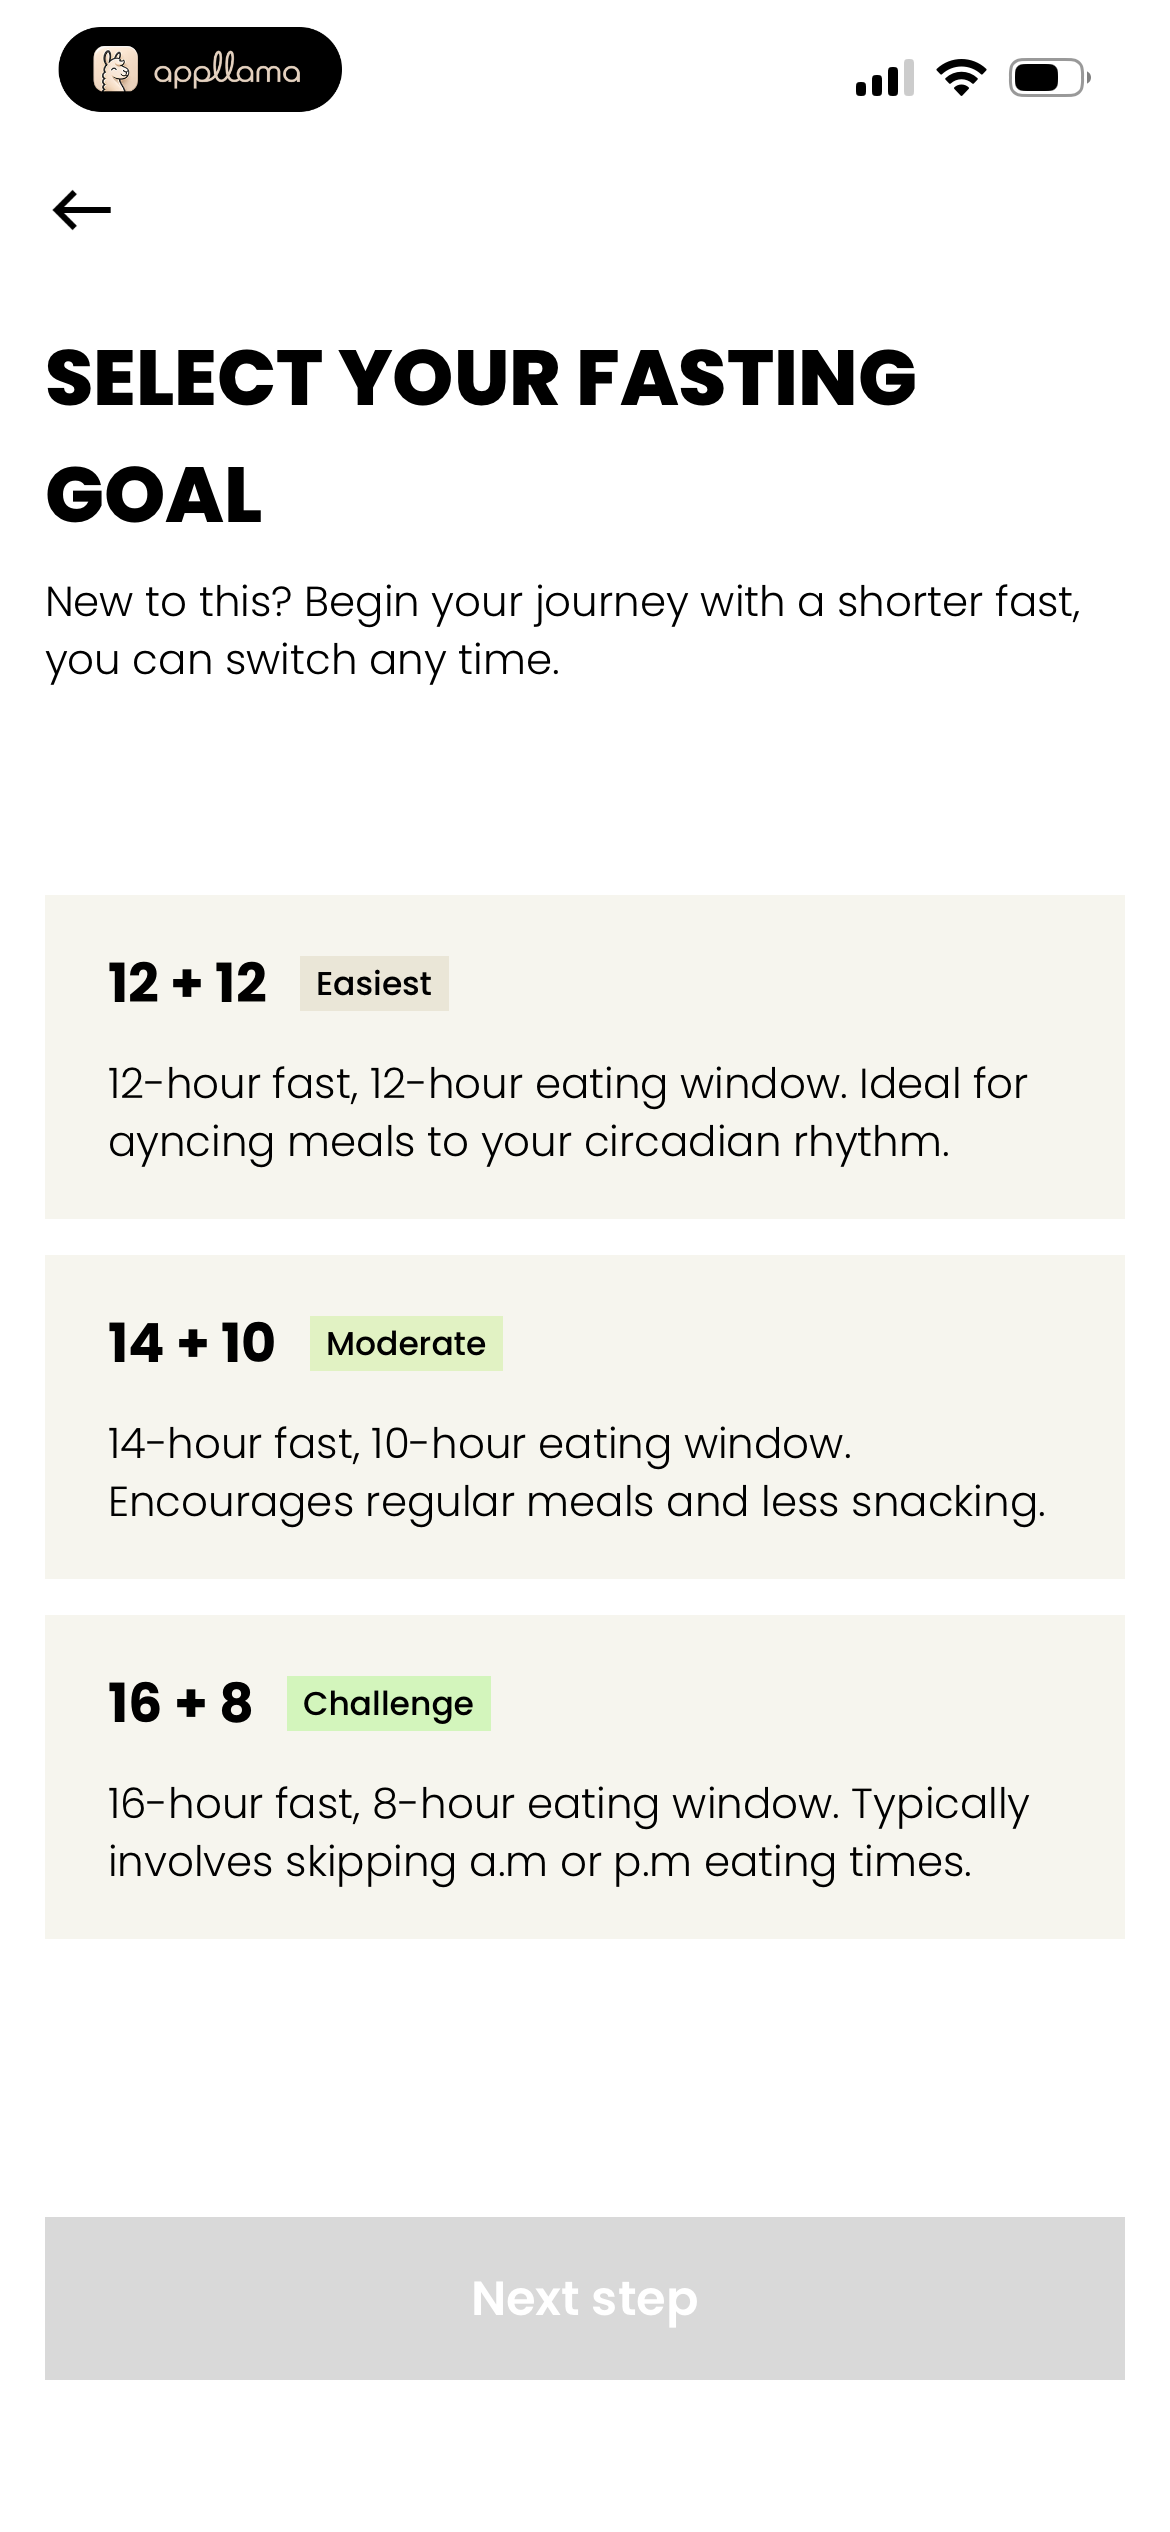 appllama
SELECT YOUR FASTING
GOAL
New to this? Begin your journey with a shorter fast,
you can switch any time.
12 + 12 Easiest
12-hour fast, 12-hour eating window. Ideal for
ayncing meals to your circadian rhythm.
14 + 10 Moderate
14-hour fast, 10-hour eating window.
Encourages regular meals and less snacking.
16 + 8 Challenge
16-hour fast, 8-hour eating window. Typically
involves skipping a.m or p.m eating times.
Next step